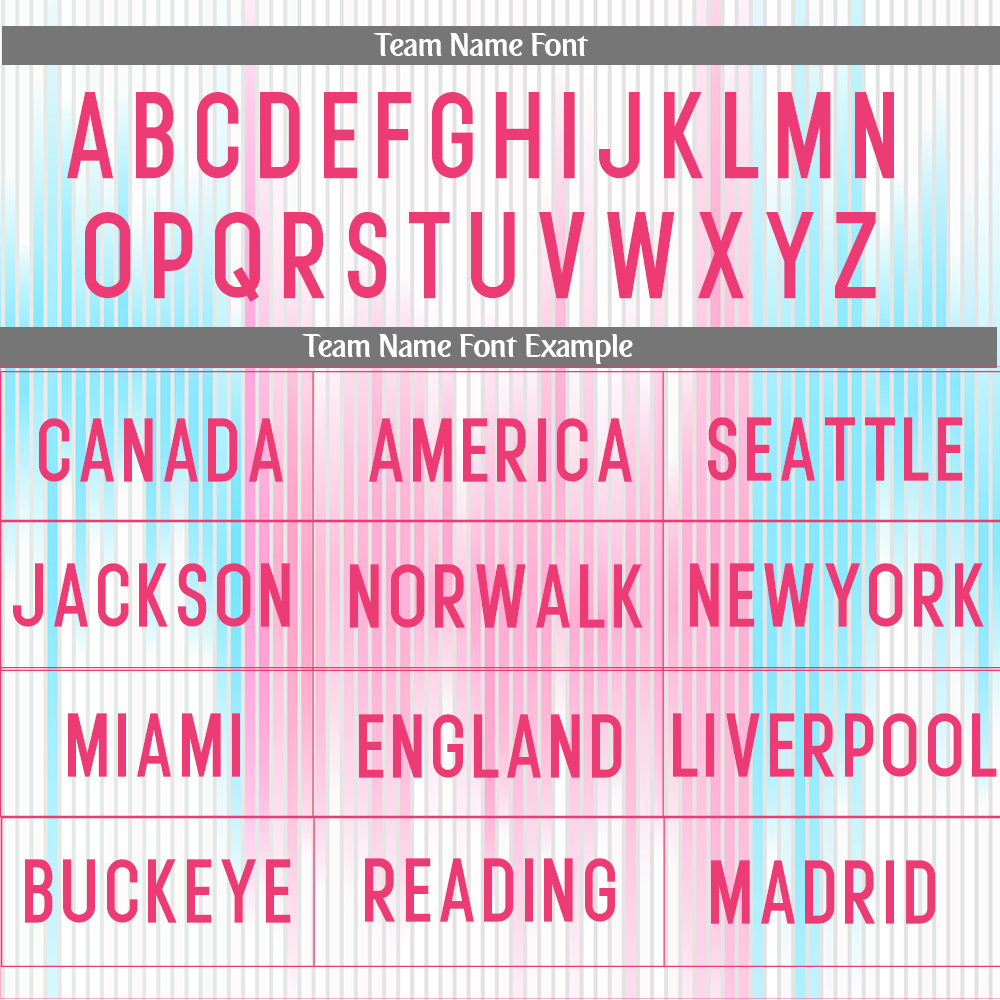 Team Name Font
ABCDEFGHIJKLMN
OPQRSTUVWXYZ
Team Name Font Example
CANADA AMERICA SEATTLE
JACKSON NORWALK NEWYORK
MIAMI ENGLAND LIVERPOOL
BUCKEYE READING MADRID